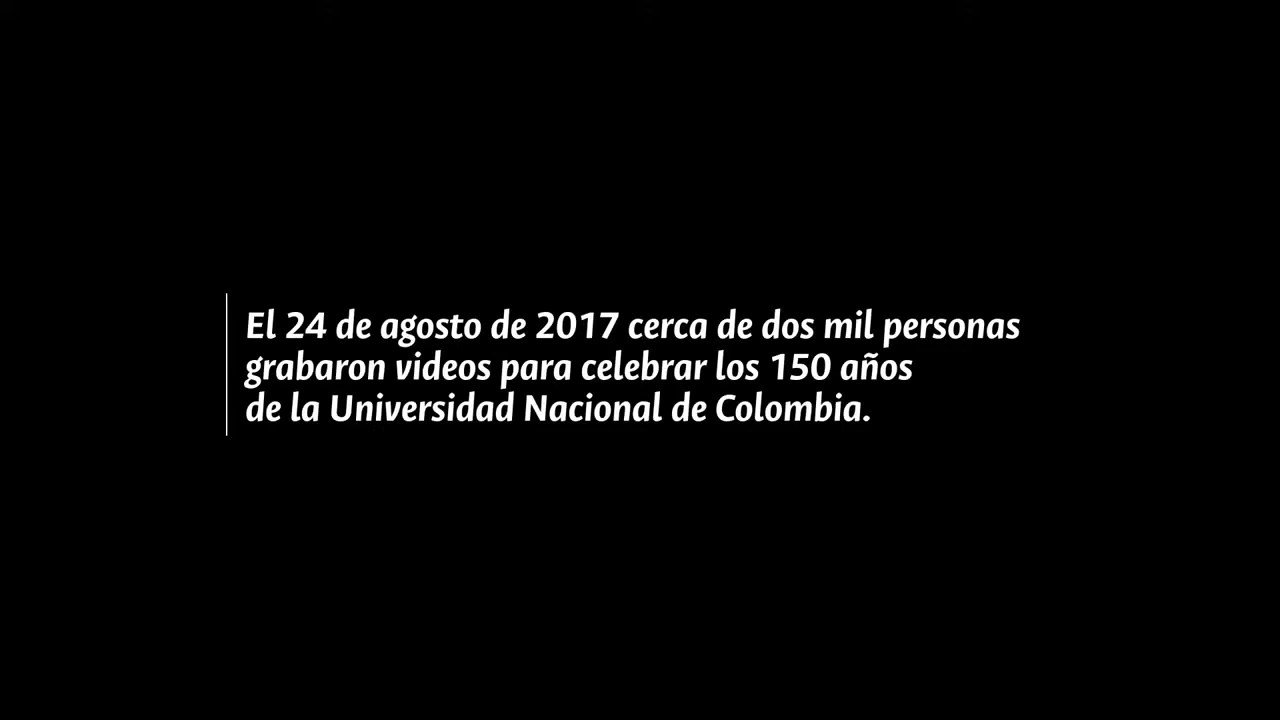 El 24 de agosto de 2017 cerca de dos mil personas
grabaron videos para celebrar los 150 años
de la Universidad Nacional de Colombia.